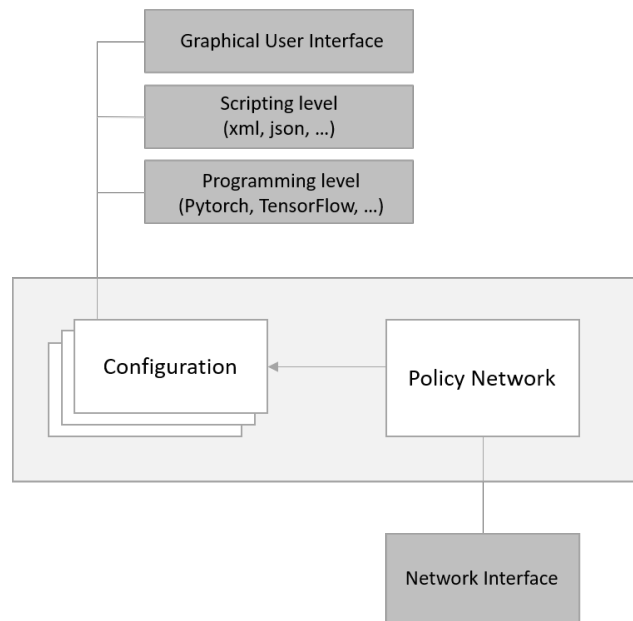 Graphical User Interface
Scripting level
(xml, json, …)
Programming level
(Pytorch, TensorFlow, …)
Configuration
Policy Network
Network Interface